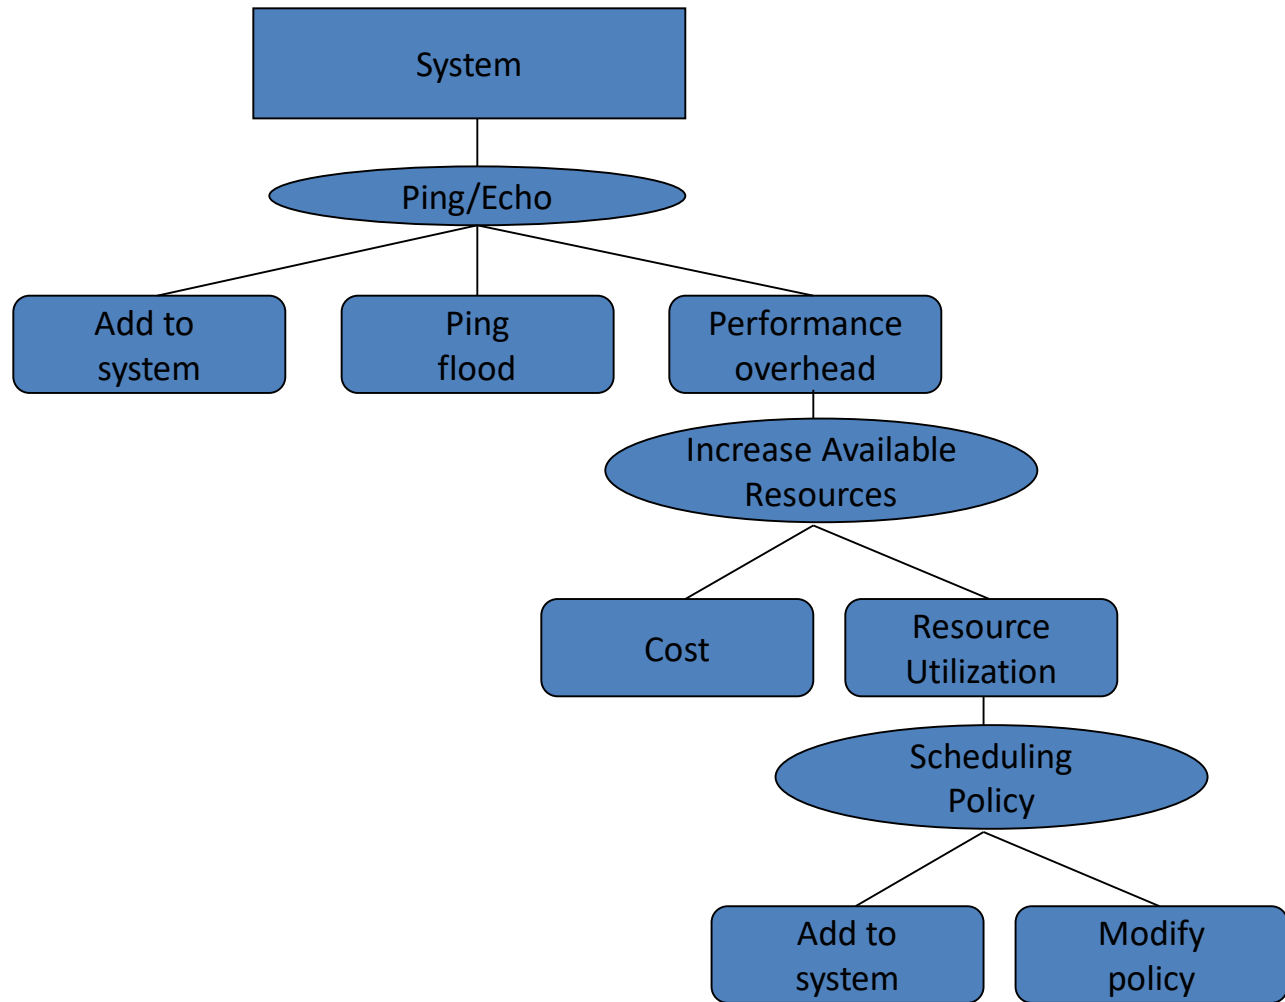 System
Ping/Echo
Add to
system
Ping
flood
Performance
overhead
Increase Available
Resources
Cost
Resource
Utilization
Scheduling
Policy
Add to
system
Modify
policy